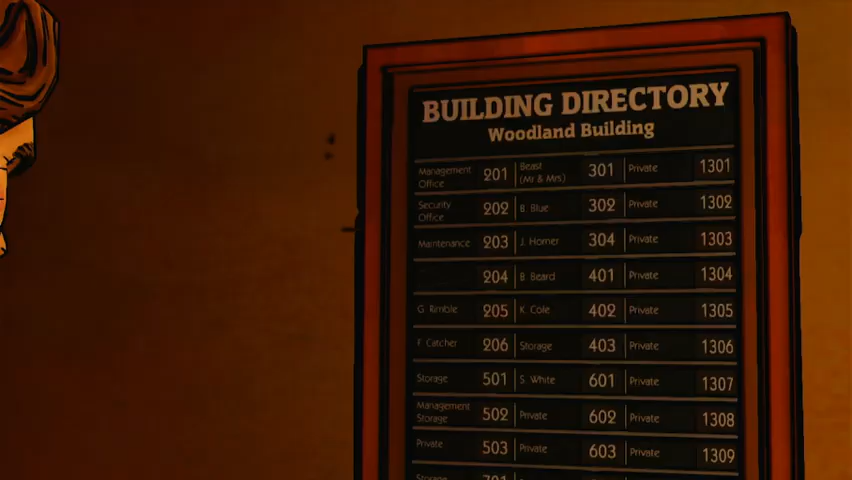 BUILDING DIRECTORY
Woodland Building
Management Office 201 Beast (Mr & Mrs) 301 Private 1301
Security Office 202 B. Blue 302 Private 1302
Maintenance 203 J. Horner 304 Private 1303
204 B. Beard 401 Private 1304
G. Rimble 205 K. Cole 402 Private 1305
F. Catcher 206 Storage 403 Private 1306
Storage 501 S. White 601 Private 1307
Management Storage 502 Private 602 Private 1308
Private 503 Private 603 Private 1309